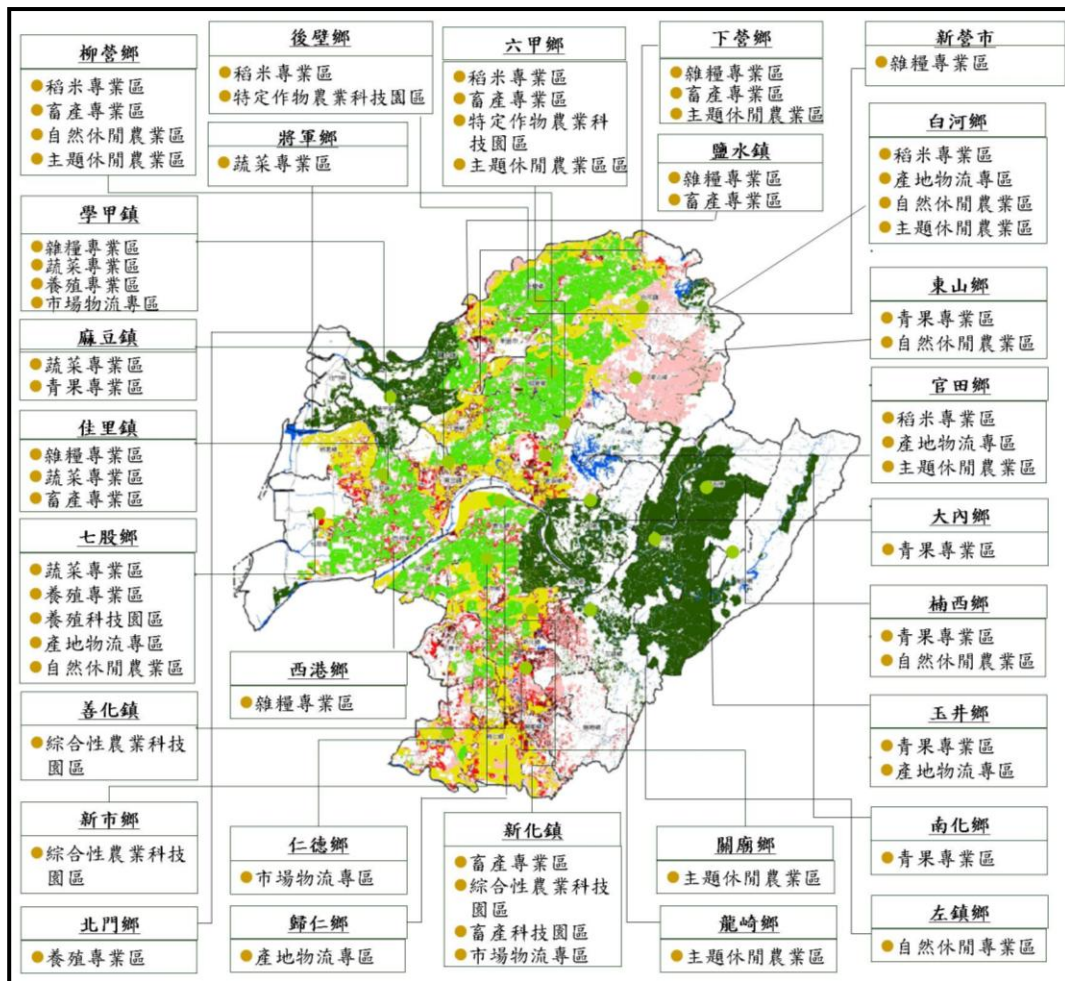 柳營鄉
稻米專業區
畜產專業區
自然休閒農業區
主題休閒農業區
後壁鄉
稻米專業區
特定作物農業科技園區
將軍鄉
蔬菜專業區
六甲鄉
稻米專業區
畜產專業區
特定作物農業科
技園區
主題休閒農業區區
下營鄉
雜糧專業區
畜產專業區
主題休閒農業區
鹽水鎮
雜糧專業區
畜產專業區
新營市
雜糧專業區
白河鄉
稻米專業區
產地物流專區
自然休閒農業區
主題休閒農業區
學甲鎮
雜糧專業區
蔬菜專業區
養殖專業區
市場物流專區
東山鄉
青果專業區
自然休閒農業區
麻豆鎮
蔬菜專業區
青果專業區
官田鄉
稻米專業區
產地物流專區
主題休閒農業區
佳里鎮
雜糧專業區
蔬菜專業區
畜產專業區
大內鄉
青果專業區
七股鄉
蔬菜專業區
養殖專業區
養殖科技園區
產地物流專區
自然休閒農業區
楠西鄉
青果專業區
自然休閒農業區
西港鄉
雜糧專業區
玉井鄉
青果專業區
產地物流專區
善化鎮
綜合性農業科技
園區
新市鄉
綜合性農業科技
園區
仁德鄉
市場物流專區
新化鎮
畜產專業區
綜合性農業科技
園區
畜產科技園區
市場物流專區
關廟鄉
主題休閒農業區
南化鄉
青果專業區
北門鄉
養殖專業區
歸仁鄉
產地物流專區
龍崎鄉
主題休閒農業區
左鎮鄉
自然休閒專業區